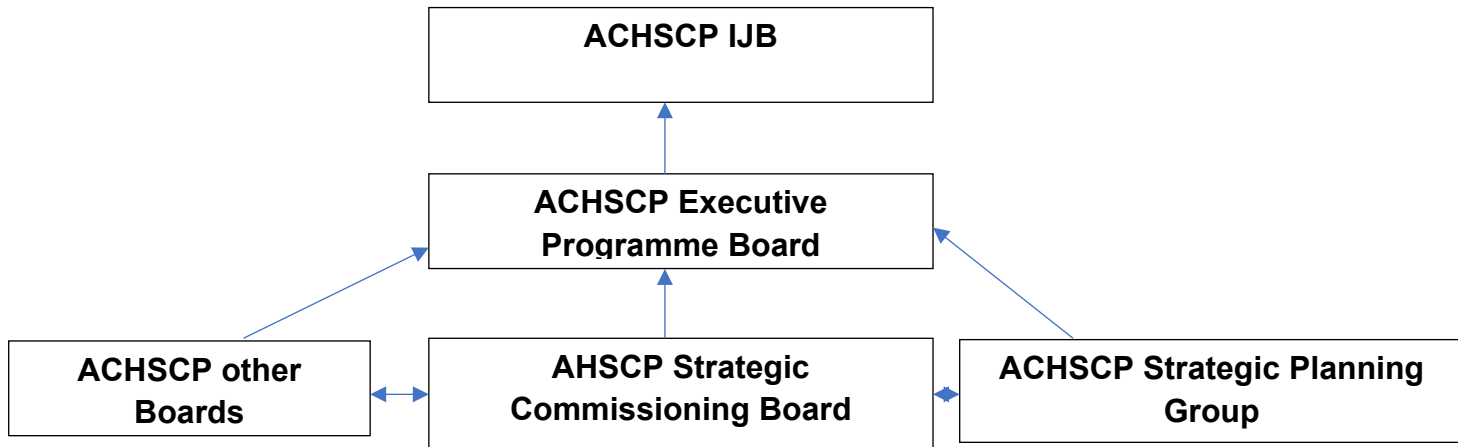 ACHSCP IJB
ACHSCP Executive
Programme Board
ACHSCP other
Boards
AHSCP Strategic
Commissioning Board
ACHSCP Strategic Planning
Group